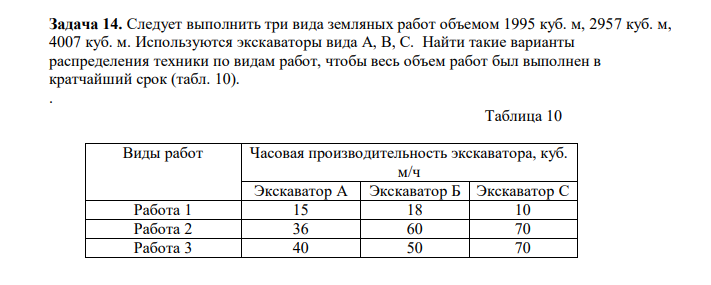 Задача 14. Следует выполнить три вида земляных работ объемом 1995 куб. м, 2957 куб. м,
4007 куб. м. Используются экскаваторы вида А, В, С. Найти такие варианты
распределения техники по видам работ, чтобы весь объем работ был выполнен в
кратчайший срок (табл. 10).
.
Таблица 10
Виды работ Часовая производительность экскаватора, куб.
м/ч
Экскаватор А Экскаватор Б Экскаватор С
Работа 1 15 18 10
Работа 2 36 60 70
Работа 3 40 50 70